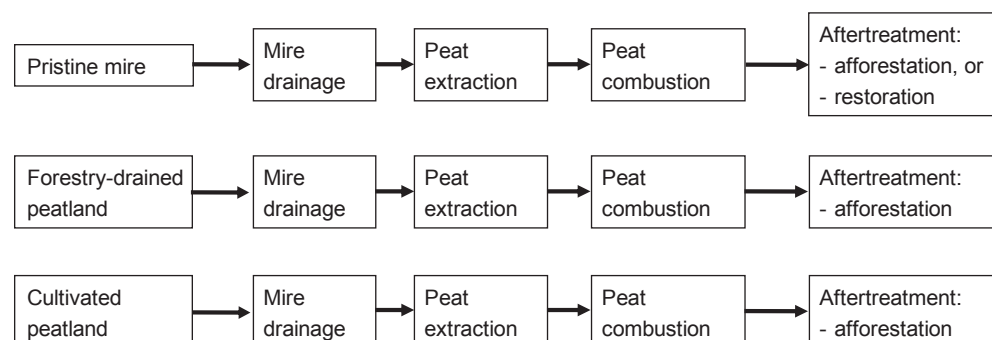 Pristine mire
Mire
drainage
Peat
extraction
Peat
combustion
Aftertreatment:
- afforestation, or
- restoration
Forestry-drained
peatland
Mire
drainage
Peat
extraction
Peat
combustion
Aftertreatment:
- afforestation
Cultivated
peatland
Mire
drainage
Peat
extraction
Peat
combustion
Aftertreatment:
- afforestation